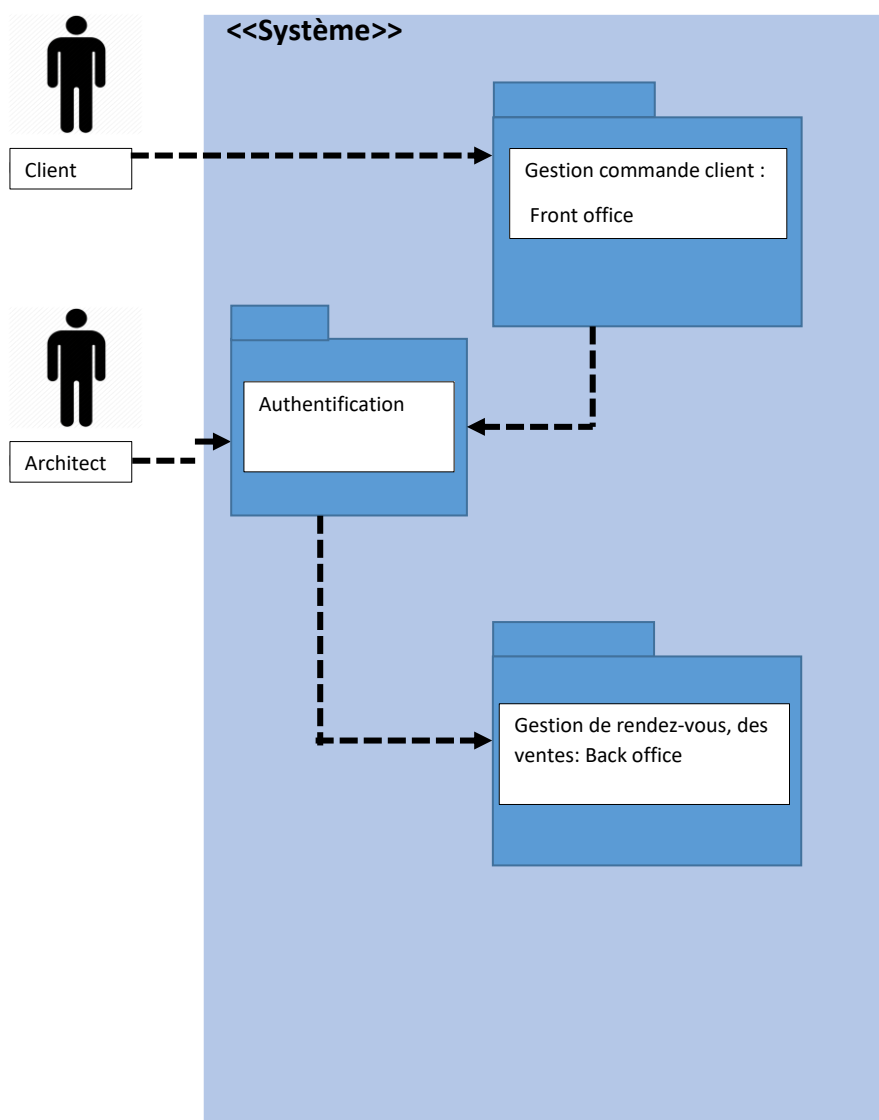 <<Système>>
Client
Gestion commande client :
Front office
Authentification
Architect
Gestion de rendez-vous, des
ventes: Back office